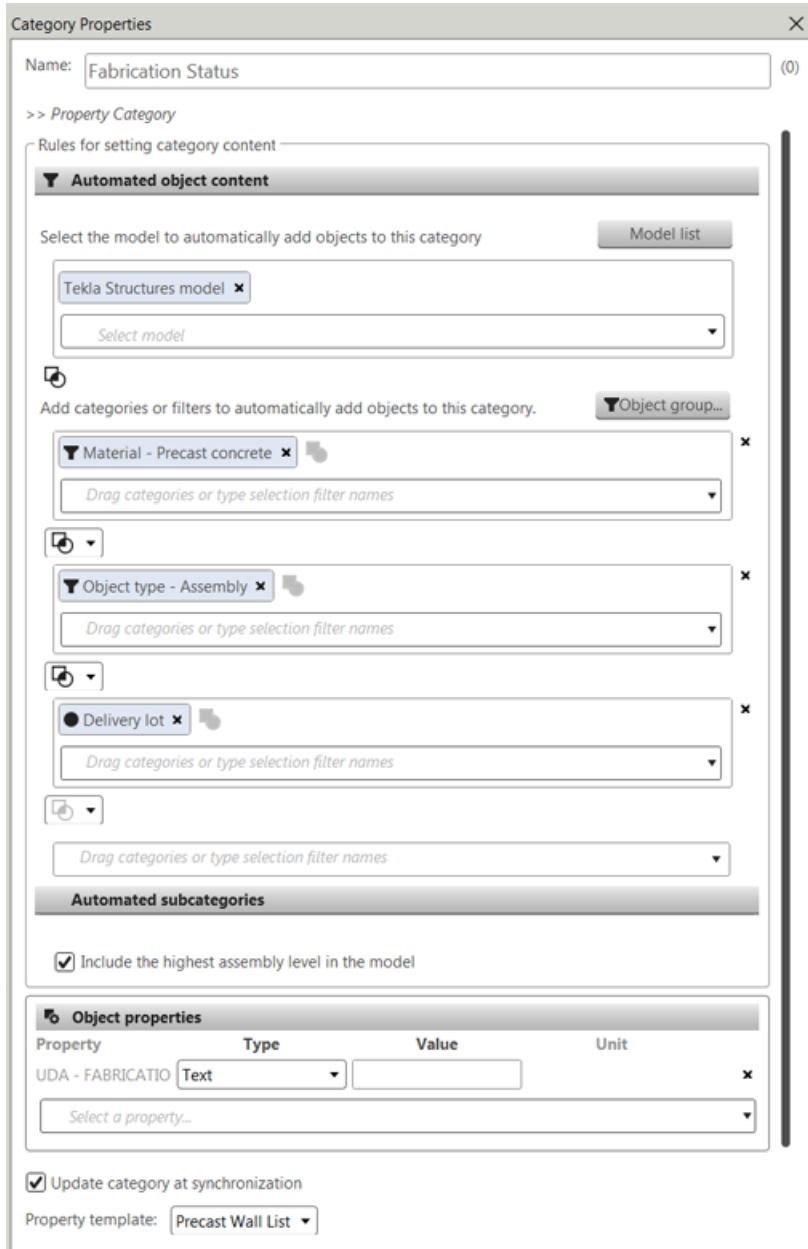 Category Properties
Name: Fabrication Status (0)
>> Property Category
Rules for setting category content
Automated object content
Select the model to automatically add objects to this category Model list
Tekla Structures model
Select model
Add categories or filters to automatically add objects to this category. Object group...
Material - Precast concrete
Drag categories or type selection filter names
Object type - Assembly
Drag categories or type selection filter names
Delivery lot
Drag categories or type selection filter names
Drag categories or type selection filter names
Automated subcategories
Include the highest assembly level in the model
Object properties
Property Type Value Unit
UDA - FABRICATIO Text
Select a property...
Update category at synchronization
Property template: Precast Wall List